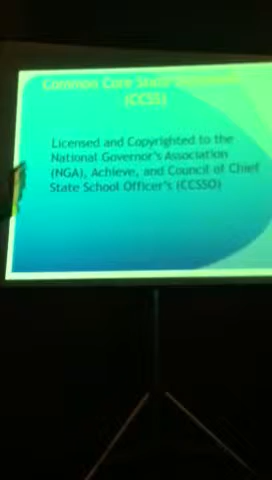 Common Core State
(CCSS)
Licensed and Copyrighted to the
National Governor's Association
(NGA), Achieve, and Council of Chief
State School Officer's (CCSSO)